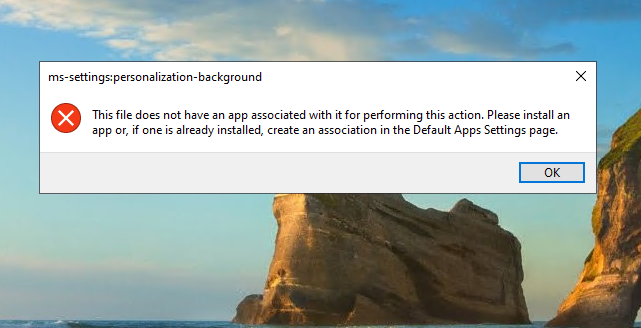 ms-settings:personalization-background
This file does not have an app associated with it for performing this action. Please install an
app or, if one is already installed, create an association in the Default Apps Settings page.
OK